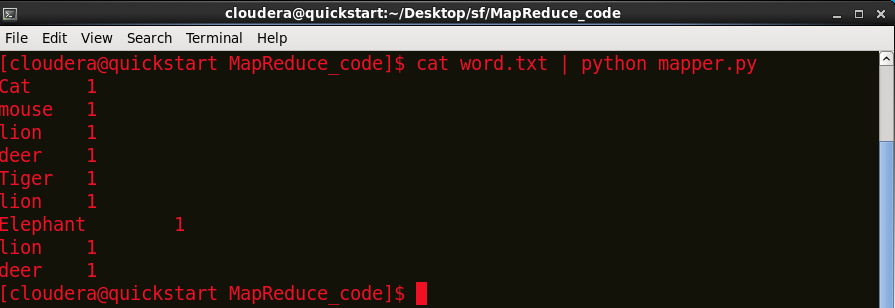 cloudera@quickstart:~/Desktop/sf/MapReduce_code
File Edit View Search Terminal Help
[cloudera@quickstart MapReduce_code]$ cat word.txt | python mapper.py
Cat 1
mouse 1
lion 1
deer 1
Tiger 1
lion 1
Elephant 1
lion 1
deer 1
[cloudera@quickstart MapReduce_code]$